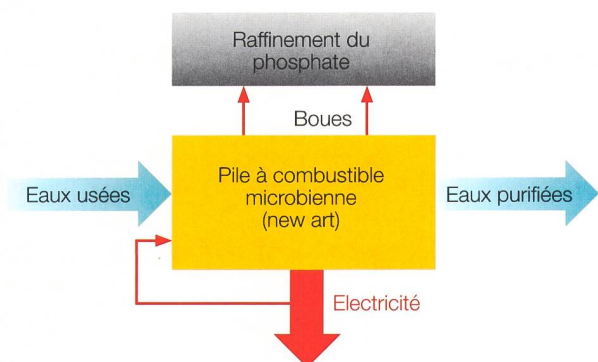 Raffinement du
phosphate
Boues
Eaux usées
Pile à combustible
microbienne
(new art)
Eaux purifiées
Electricité